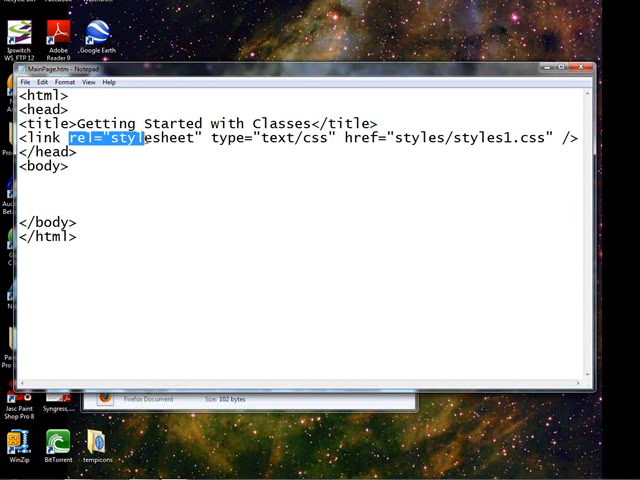 Ipswitch
WS_FTP 12
Adobe
Reader 9
Google Earth
MainPage.htm - Notepad
File Edit Format View Help
<html>
<head>
<title>Getting Started with Classes</title>
<link rel="stylesheet" type="text/css" href="styles/styles1.css" />
</head>
<body>
</body>
</html>
Firefox Document Size: 102 bytes
Jasc Paint
Shop Pro 8
Syngress,...
WinZip
BitTorrent
tempicons